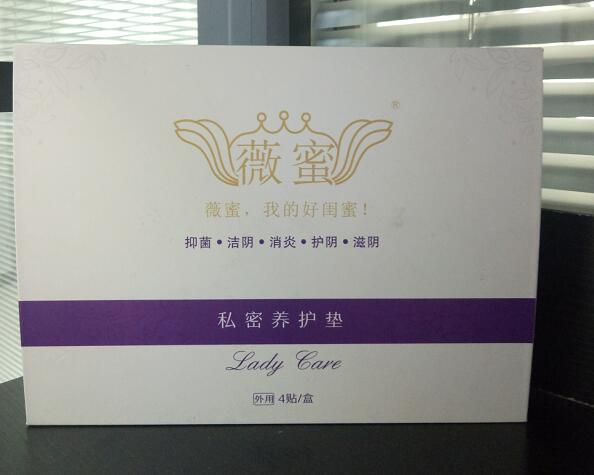 ®
薇蜜
薇蜜，我的好闺蜜！
抑菌•洁阴•消炎•护阴•滋阴
私密养护垫
Lady Care
外用 4贴/盒